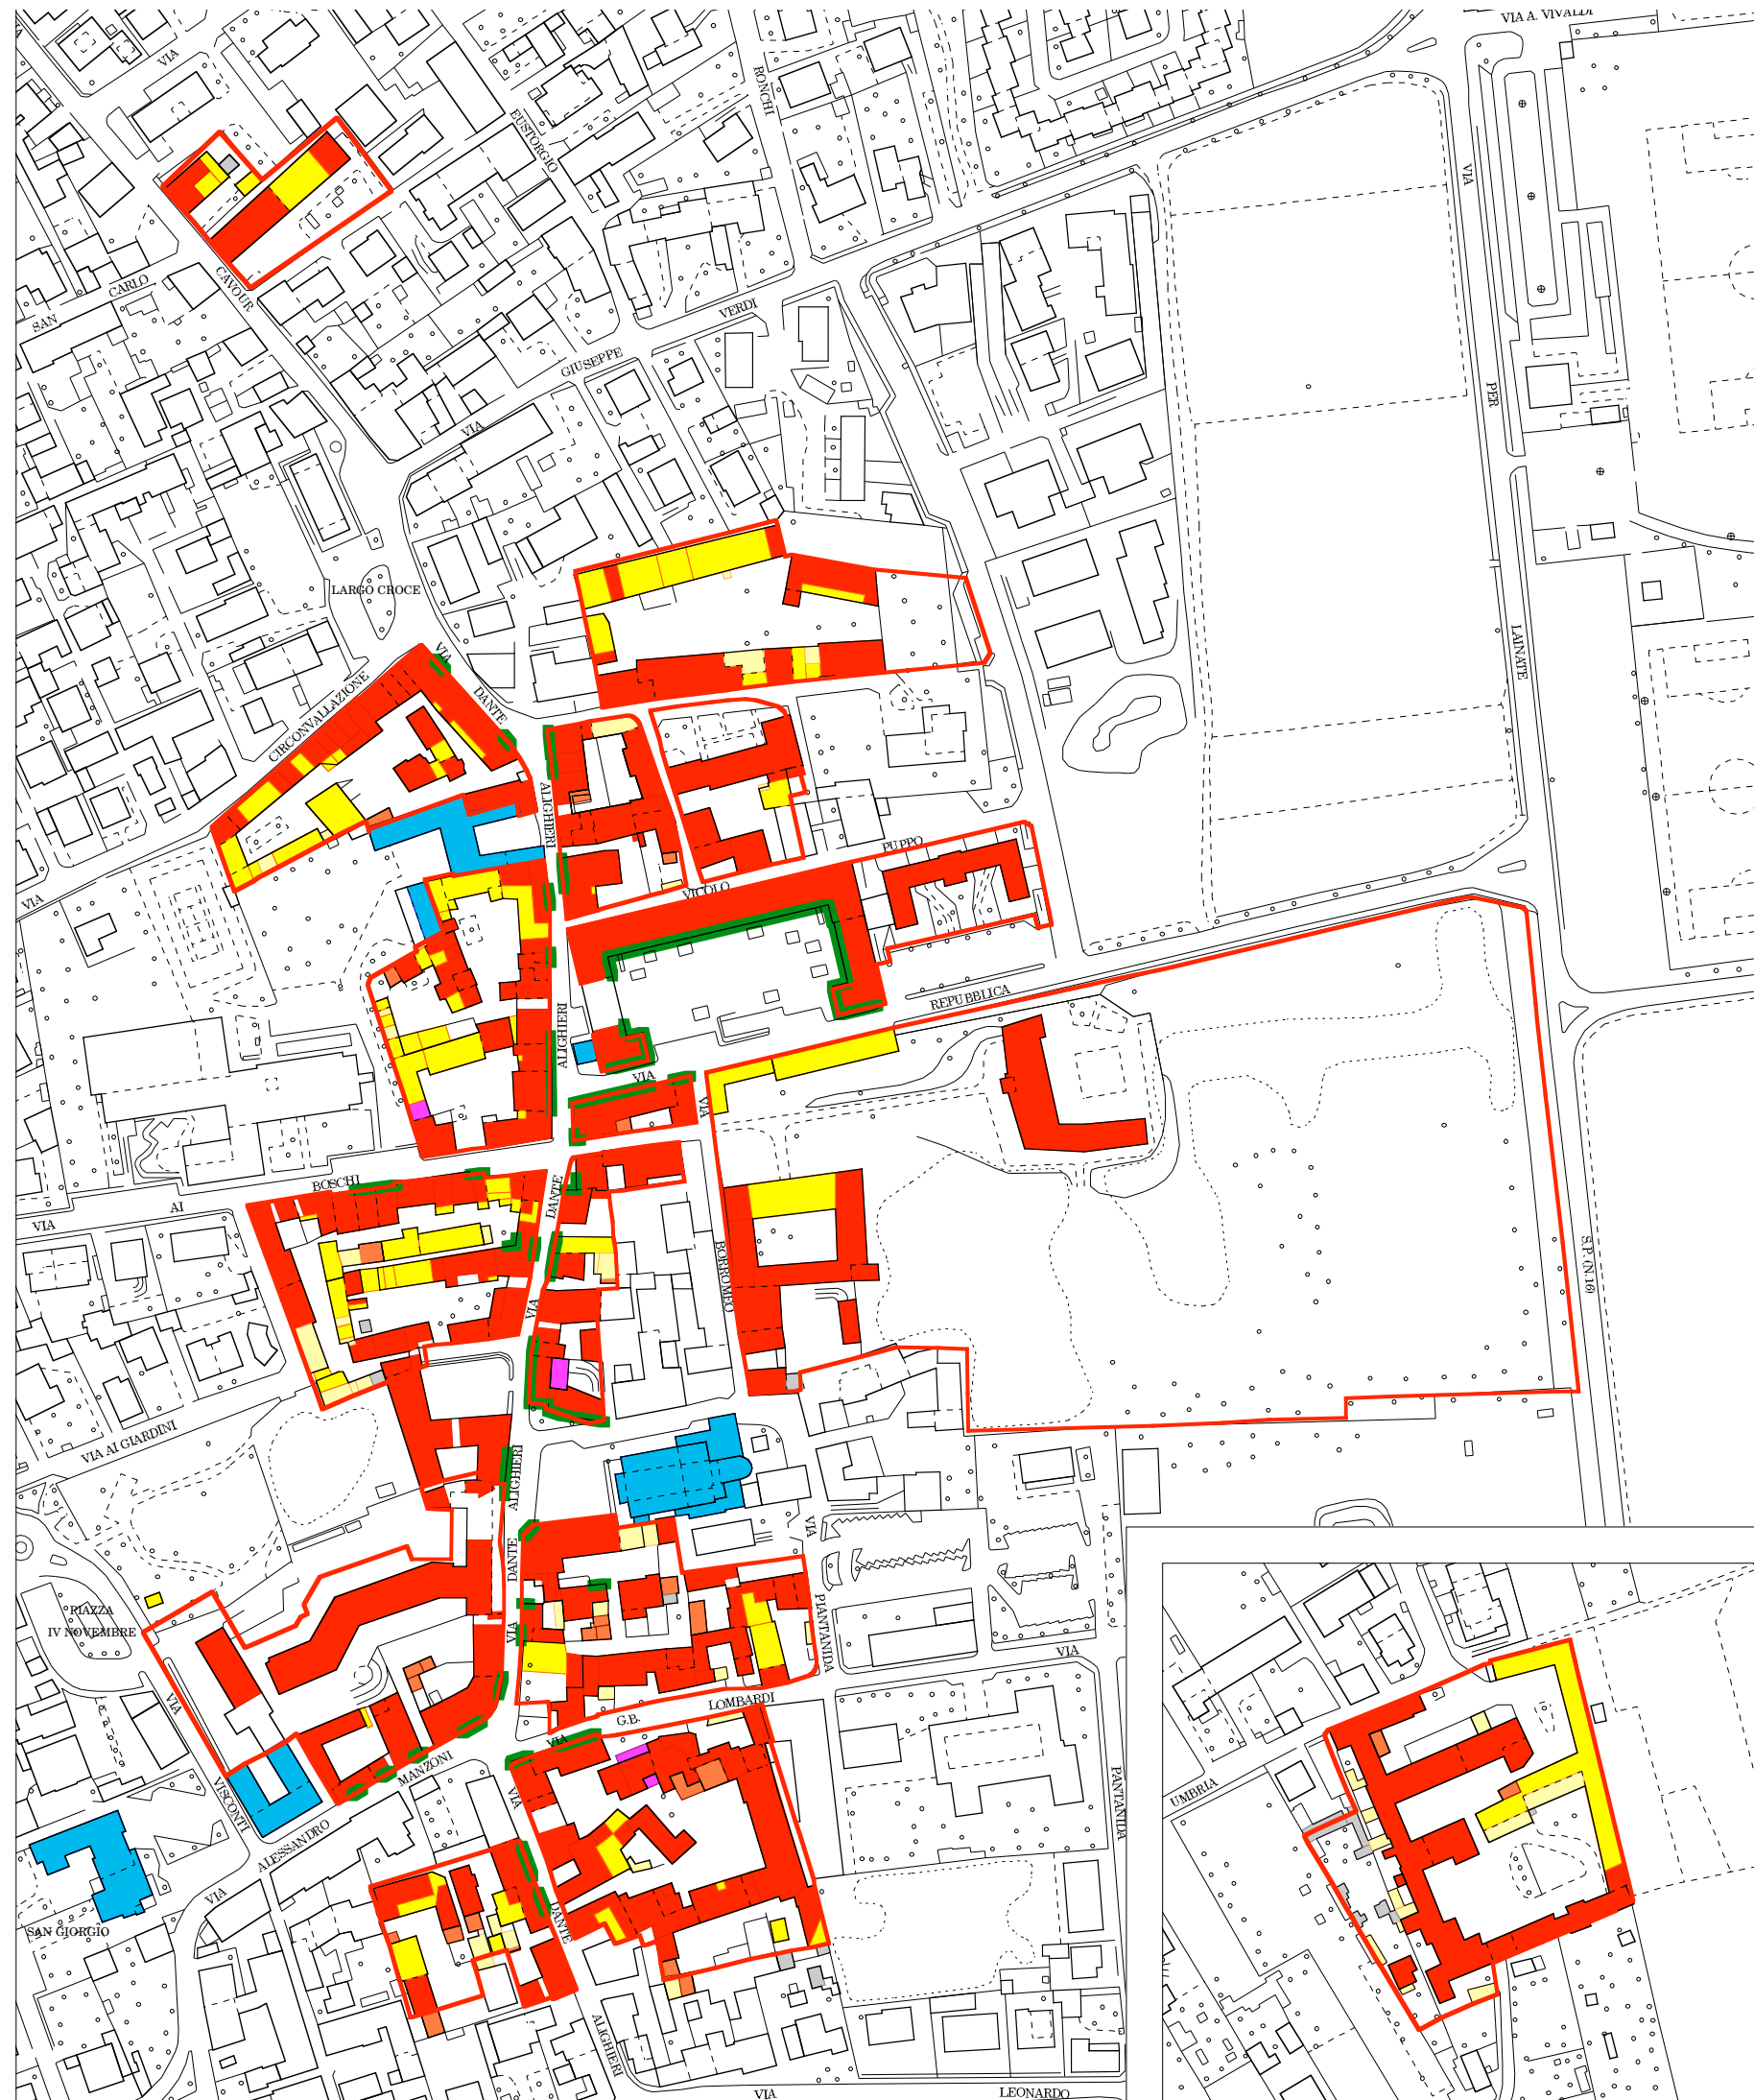 VIA A. VIVALDI
VIA
EUSTORGIO
RONCHI
VIA
SAN
CARLO
CAVOUR
VERDI
GIUSEPPE
VIA
PER
LARGO CROCE
VIA
DANTE
LAINATE
CIRCONVALLAZIONE
ALIGHIERI
PUPPO
VICOLO
VIA
REPUBBLICA
ALIGHIERI
VIA
VIA
BOSCHI
AI
VIA
DANTE
BORROMEO
S.P. (N.16)
VIA
VIA AI GIARDINI
ALIGHIERI
VIA
DANTE
PIAZZA
IV NOVEMBRE
VIA
PIANTANIDA
VIA
VIA
LOMBARDI
G.B.
VIA
MANZONI
VISCONTI
VIA
PANTANIDA
UMBRIA
ALESSANDRO
VIA
SAN GIORGIO
DANTE
ALIGHIERI
VIA
LEONARDO